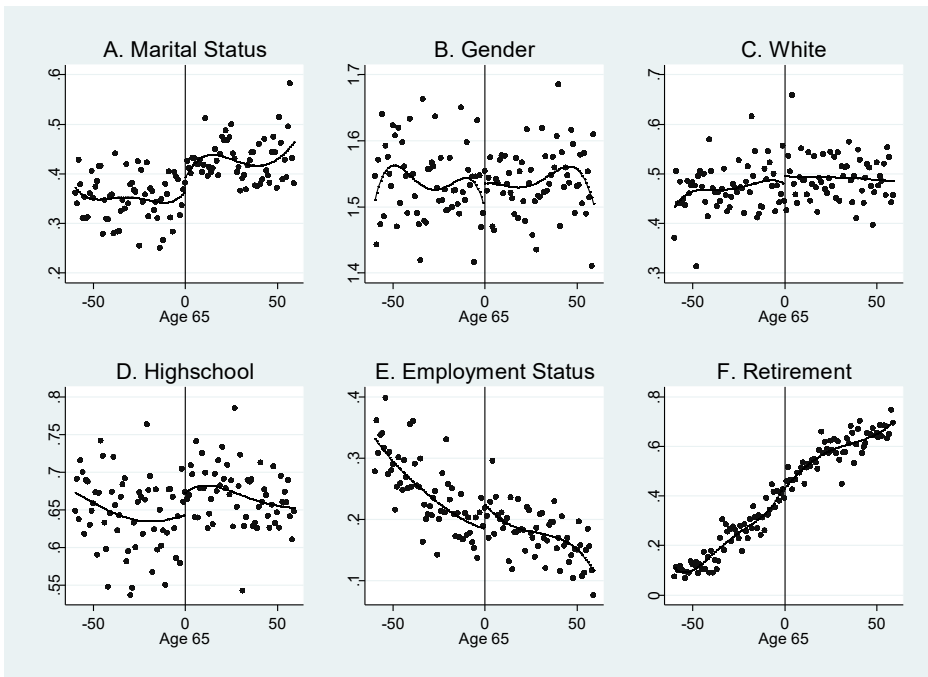 A. Marital Status
.6
.5
.4
.3
.2
-50 0 50
Age 65
B. Gender
1.7
1.6
1.5
1.4
-50 0 50
Age 65
C. White
.7
.6
.5
.4
.3
-50 0 50
Age 65
D. Highschool
.8
.75
.7
.65
.6
.55
-50 0 50
Age 65
E. Employment Status
.4
.3
.2
.1
-50 0 50
Age 65
F. Retirement
.8
.6
.4
.2
0
-50 0 50
Age 65